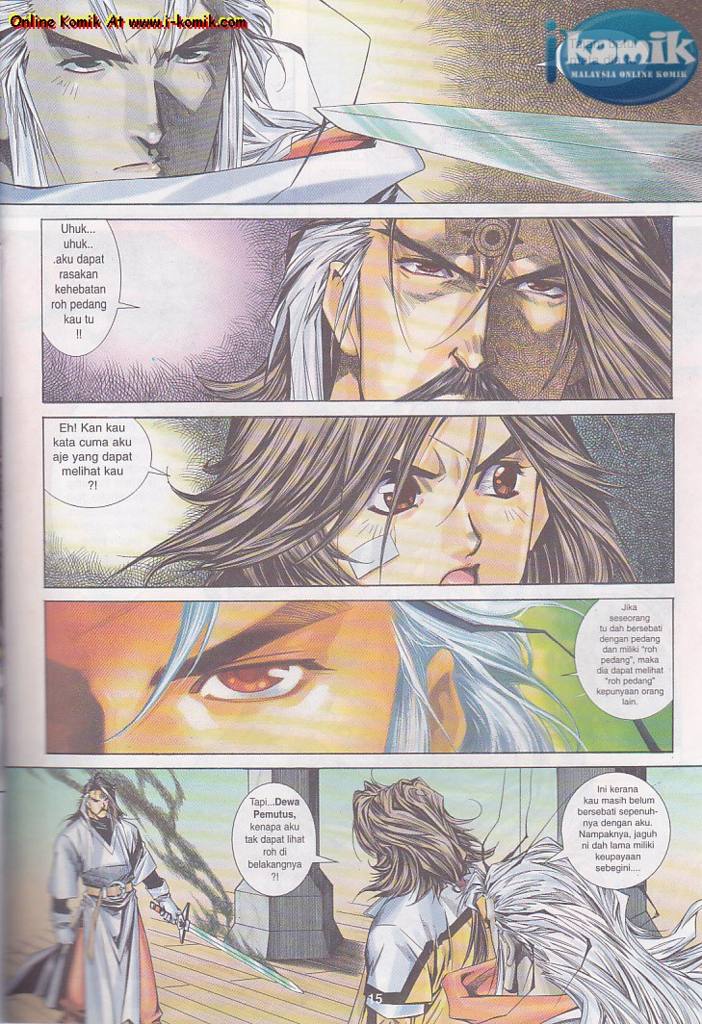 Online Komik At www.i-komik.com
i komik
MALAYSIA ONLINE KOMIK
Uhuk...
uhuk..
.aku dapat
rasakan
kehebatan
roh pedang
kau tu
!!
Eh! Kan kau
kata cuma aku
aje yang dapat
melihat kau
?!
Jika
seseorang
tu dah bersebati
dengan pedang
dan miliki “roh
pedang”, maka
dapat melihat
“roh pedang”
kepunyaan orang
lain.
Tapi...Dewa
Pemutus,
kenapa aku
tak dapat lihat
roh di
belakangnya
?!
Ini kerana
kau masih belum
bersebati sepenuh-
nya dengan aku.
Nampaknya, jaguh
ni dah lama miliki
keupayaan
sebegini....
15